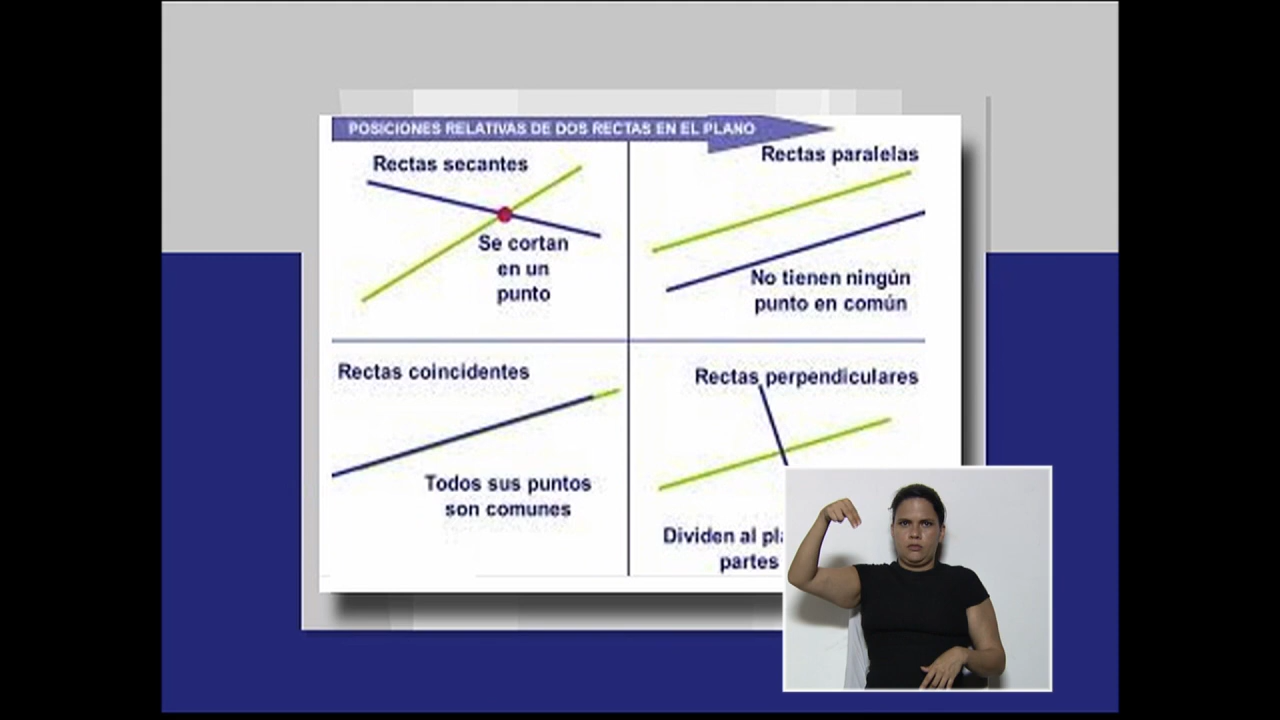 POSICIONES RELATIVAS DE DOS RECTAS EN EL PLANO
Rectas secantes
Se cortan
en un
punto
Rectas paralelas
No tienen ningún
punto en común
Rectas coincidentes
Todos sus puntos
son comunes
Rectas perpendiculares
Dividen al
partes